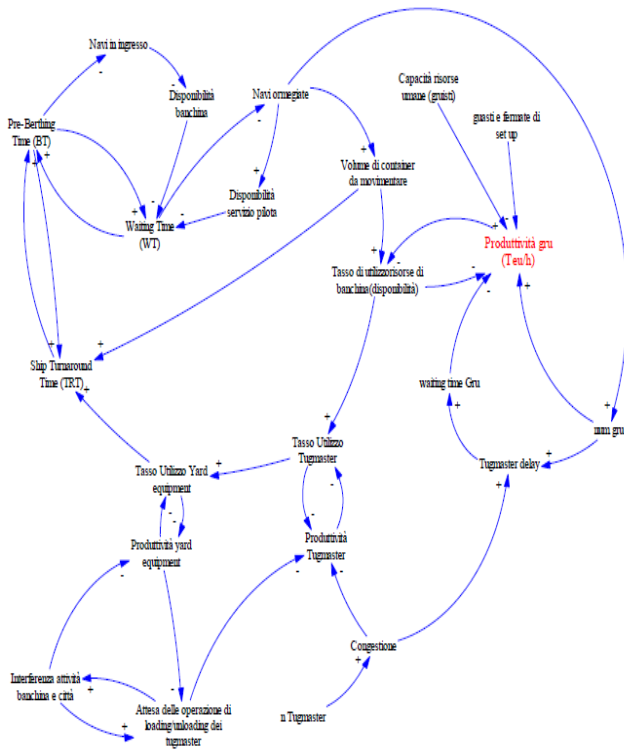 Navi in ingresso
Disponibilità
banchina
Navi ormegiate
Capacità risorse
umane (gruisti)
guasti e fermate di
set up
Pre-Berthing
Time (BT)
Volume di container
da movimentare
Disponibilità
servizio pilota
Waiting Time
(WT)
Produttività gru
(Teu/h)
Tasso di utilizzorisorse di
banchina(disponibilità)
Ship Turnaround
Time (TRT)
waiting time Gru
num gru
Tasso Utilizzo
Tugmaster
Tugmaster delay
Tasso Utilizzo Yard
equipment
Produttività yard
equipment
Produttività
Tugmaster
Congestione
Interferenza attività
banchina e città
Attesa delle operazione di
loading/unloading dei
tugmaster
n Tugmaster